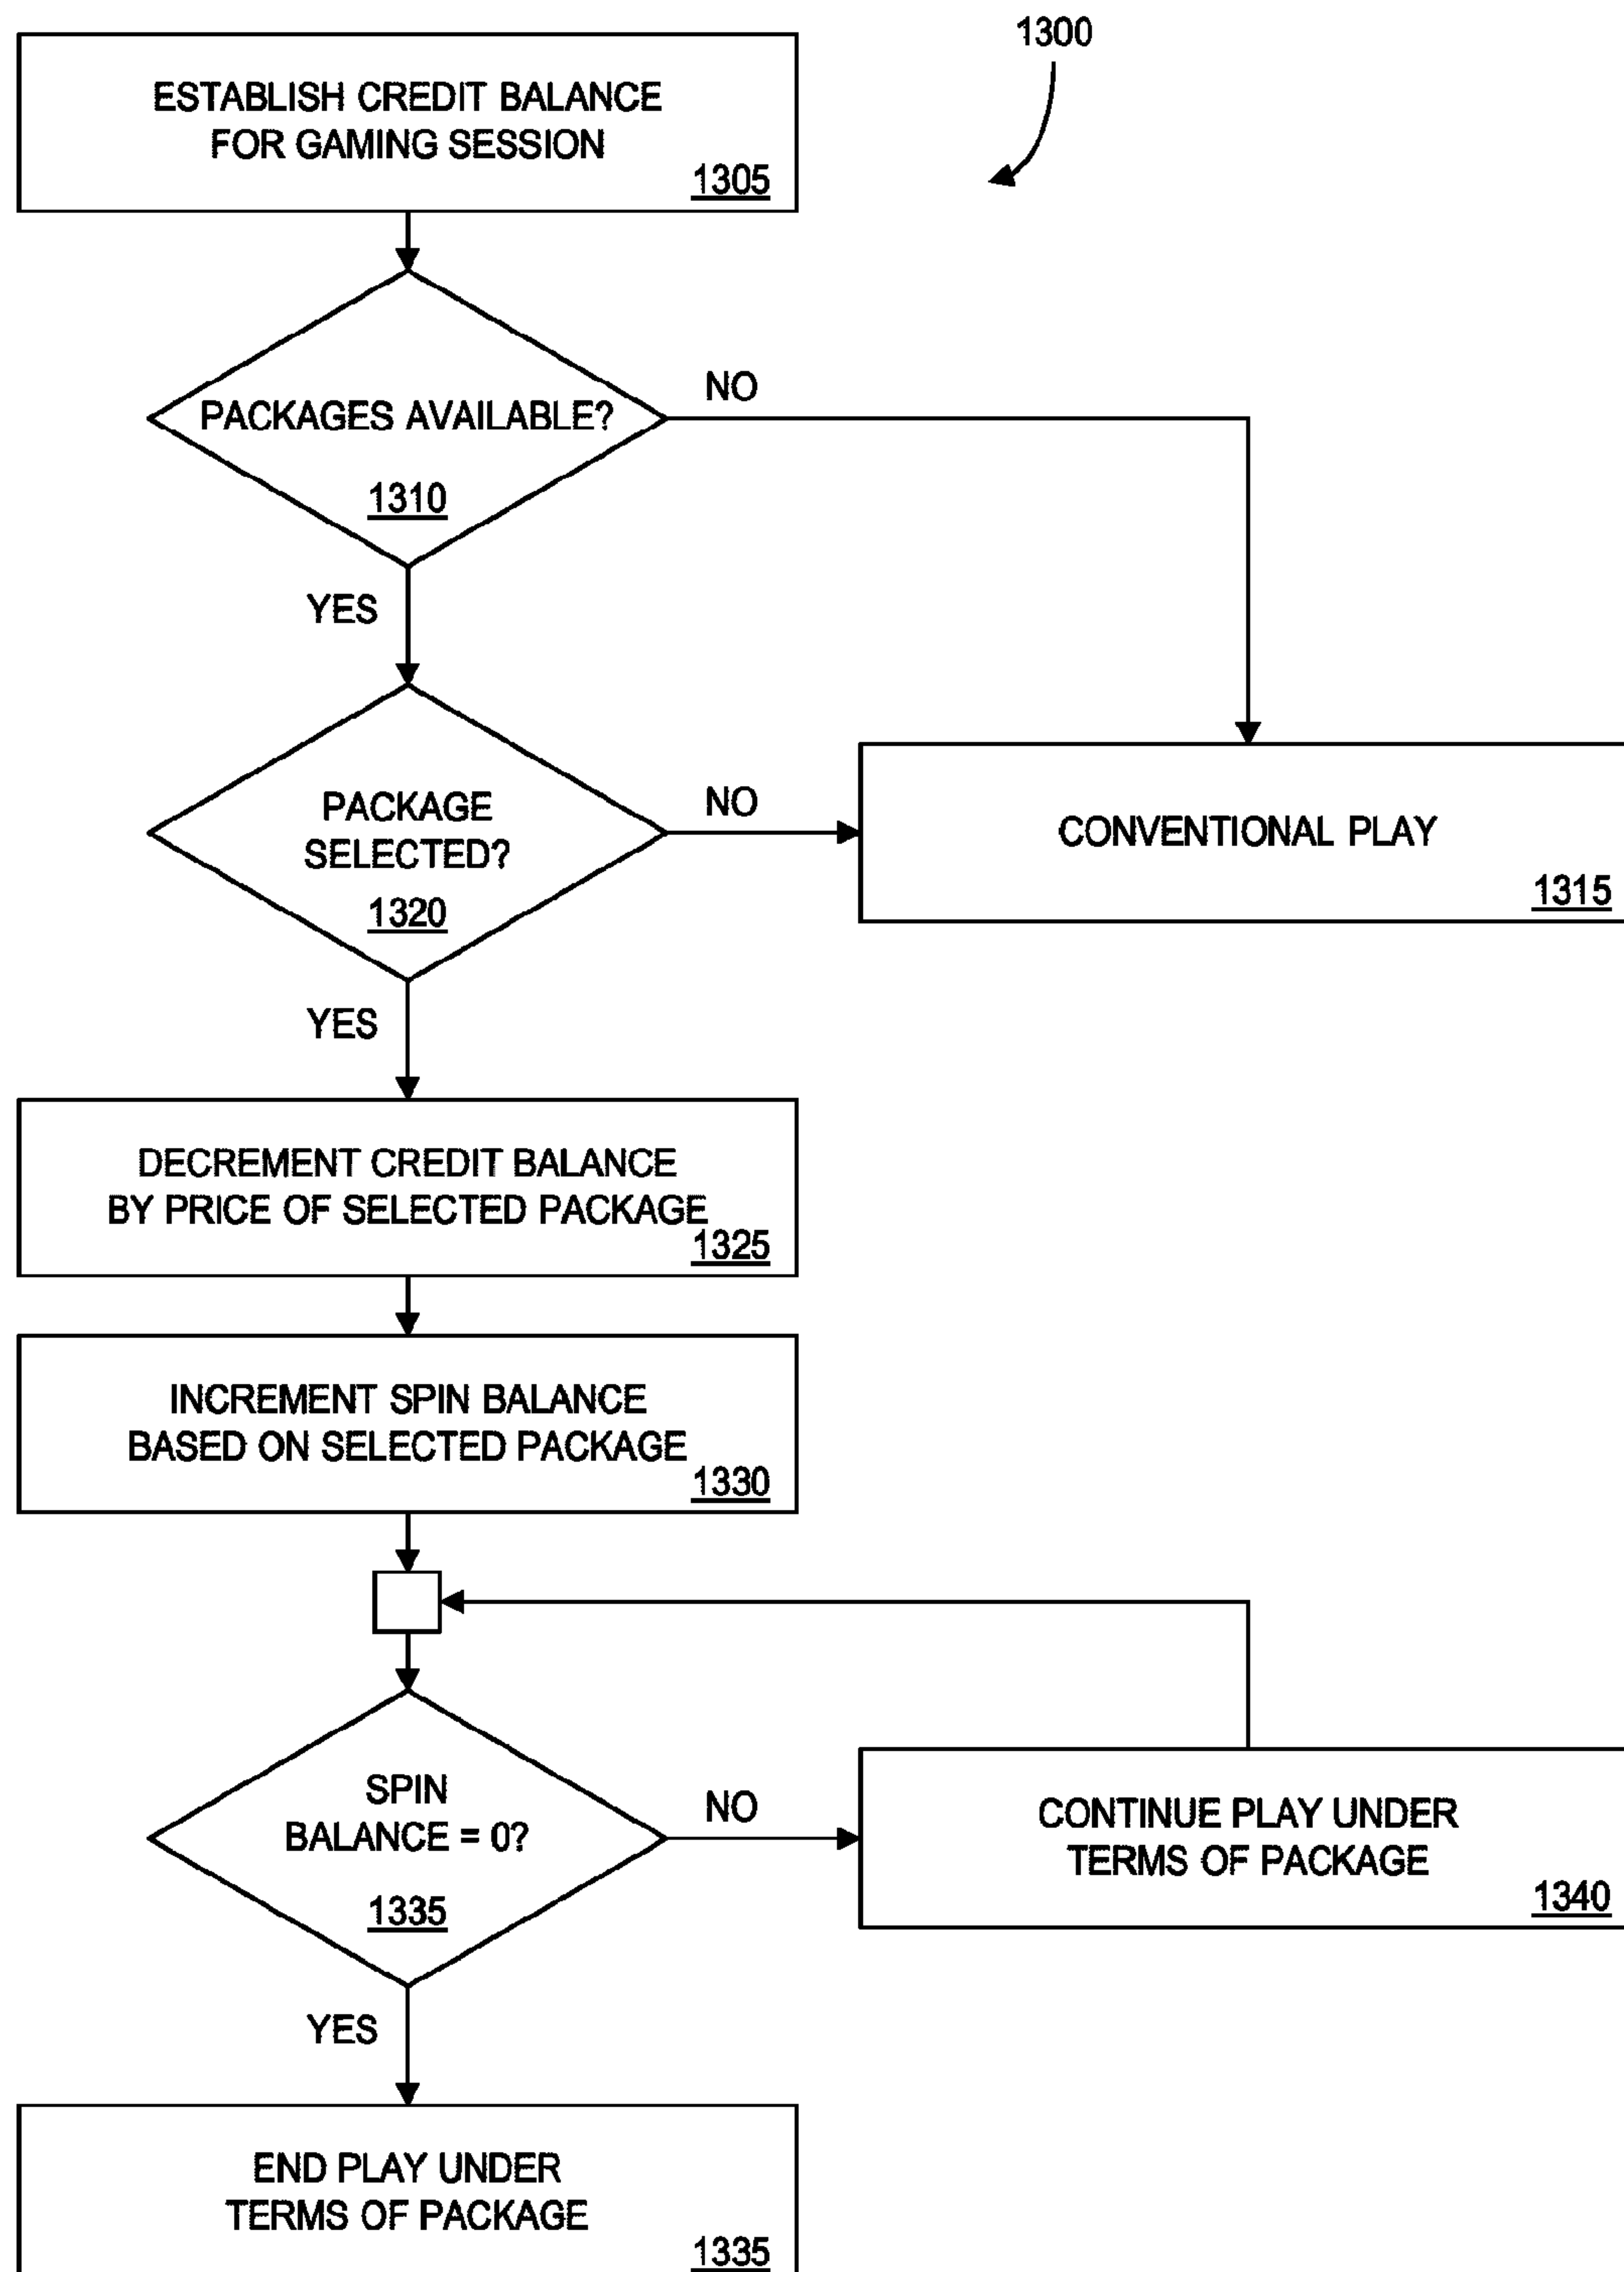 1300
ESTABLISH CREDIT BALANCE
FOR GAMING SESSION
1305
PACKAGES AVAILABLE?
1310
NO
YES
PACKAGE
SELECTED?
1320
NO
CONVENTIONAL PLAY
1315
YES
DECREMENT CREDIT BALANCE
BY PRICE OF SELECTED PACKAGE
1325
INCREMENT SPIN BALANCE
BASED ON SELECTED PACKAGE
1330
SPIN
BALANCE = 0?
1335
NO
CONTINUE PLAY UNDER
TERMS OF PACKAGE
1340
YES
END PLAY UNDER
TERMS OF PACKAGE
1335